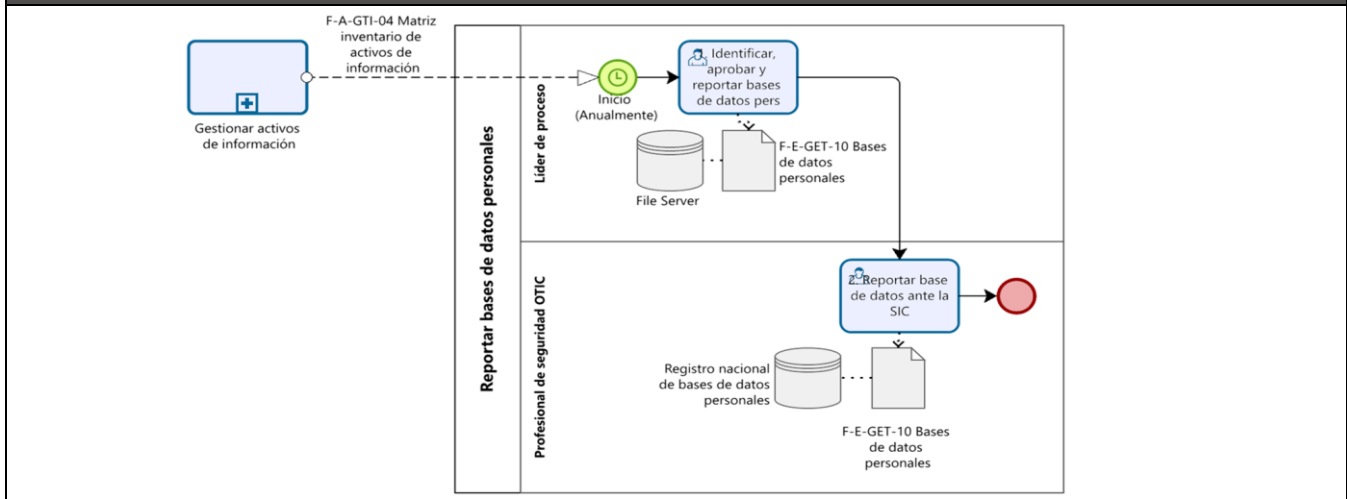 F-A-GTI-04 Matriz
inventario de
activos de
información
Gestionar activos
de información
Reportar bases de datos personales
Líder de proceso
Inicio
(Anualmente)
Identificar,
aprobar y
reportar bases
de datos pers
F-E-GET-10 Bases
de datos
personales
File Server
Profesional de seguridad OTIC
2. Reportar base
de datos ante la
SIC
Registro nacional
de bases de datos
personales
F-E-GET-10 Bases
de datos
personales